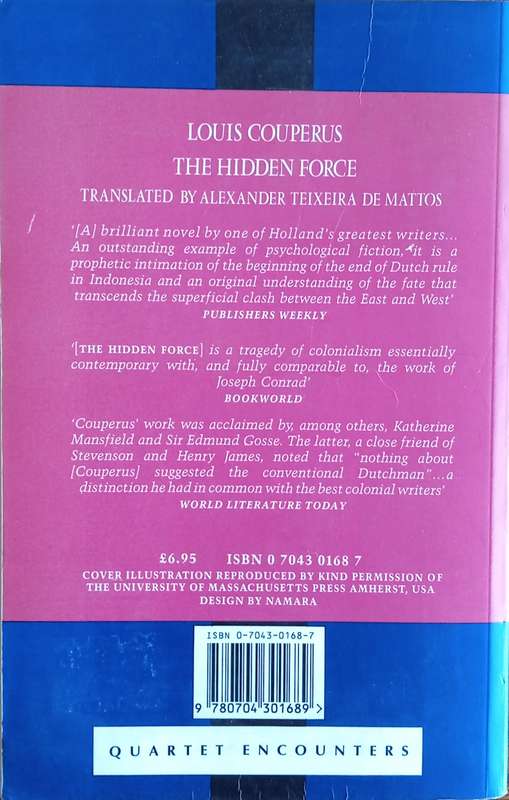 LOUIS COUPERUS
THE HIDDEN FORCE
TRANSLATED BY ALEXANDER TEIXEIRA DE MATTOS
'[A] brilliant novel by one of Holland's greatest writers...
An outstanding example of psychological fiction, it is a
prophetic intimation of the beginning of the end of Dutch rule
in Indonesia and an original understanding of the fate that
transcends the superficial clash between the East and West'
PUBLISHERS WEEKLY
'[THE HIDDEN FORCE] is a tragedy of colonialism essentially
contemporary with, and fully comparable to, the work of
Joseph Conrad'
BOOKWORLD
'Couperus' work was acclaimed by, among others, Katherine
Mansfield and Sir Edmund Gosse. The latter, a close friend of
Stevenson and Henry James, noted that "nothing about
[Couperus] suggested the conventional Dutchman"...a
distinction he had in common with the best colonial writers'
WORLD LITERATURE TODAY
£6.95 ISBN 0 7043 0168 7
COVER ILLUSTRATION REPRODUCED BY KIND PERMISSION OF
THE UNIVERSITY OF MASSACHUSETTS PRESS AMHERST, USA
DESIGN BY NAMARA
ISBN 0-7043-0168-7
9 780704 301689 >
QUARTET ENCOUNTERS